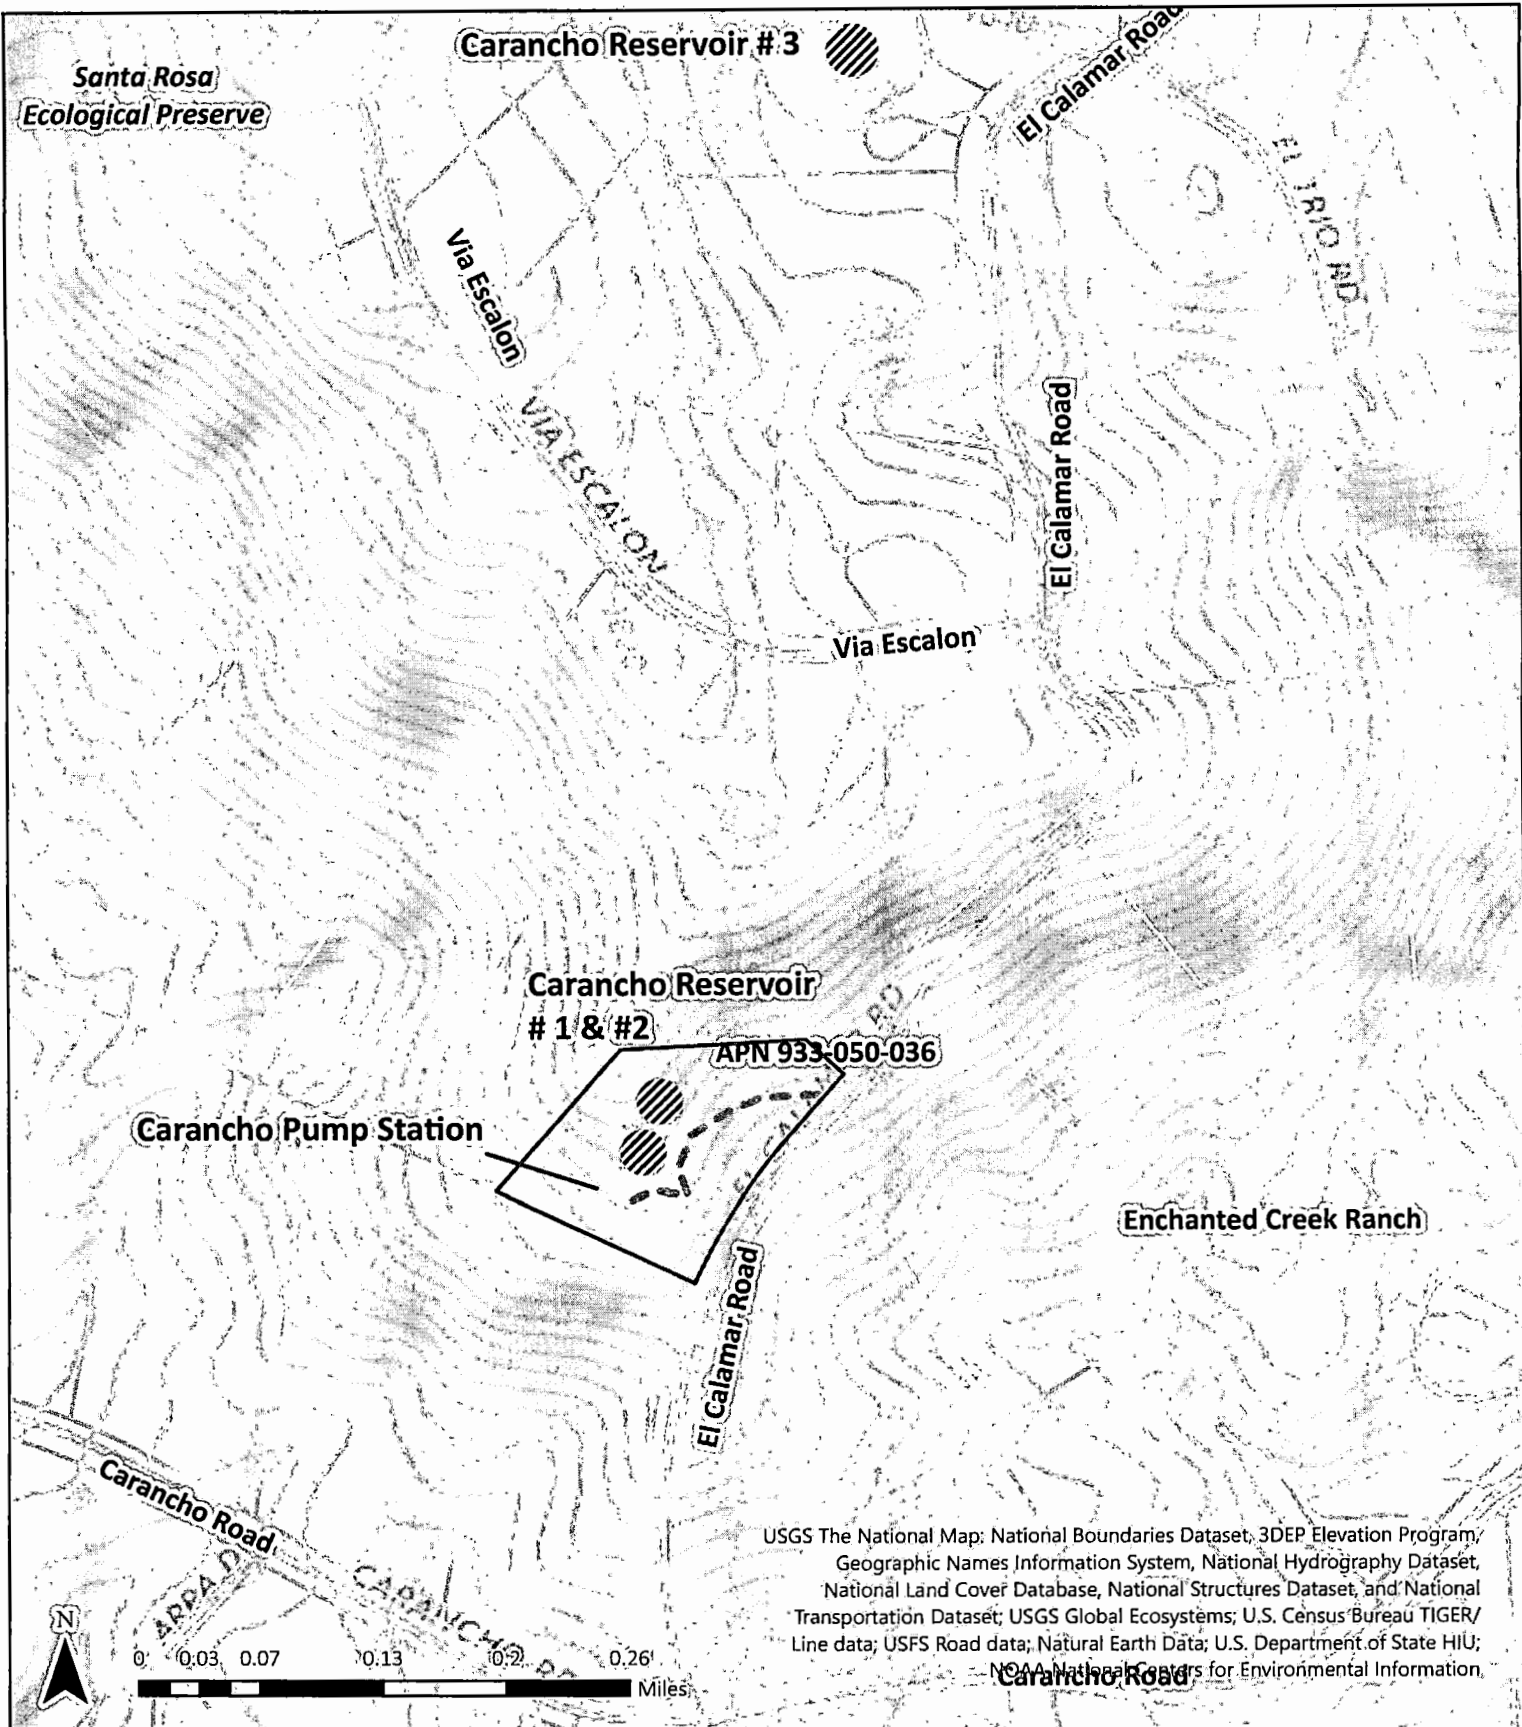 Carancho Reservoir # 3
El Calamar Road
Santa Rosa
Ecological Preserve
EL TRIO RD
Via Escalon
VIA ESCALON
El Calamar Road
Via Escalon
Carancho Reservoir
# 1 & #2
RD
APN 933-050-036
Carancho Pump Station
EL CALA
Enchanted Creek Ranch
El Calamar Road
Carancho Road
CARANCHO
USGS The National Map: National Boundaries Dataset, 3DEP Elevation Program,
Geographic Names Information System, National Hydrography Dataset,
National Land Cover Database, National Structures Dataset, and National
Transportation Dataset; USGS Global Ecosystems; U.S. Census Bureau TIGER/
Line data; USFS Road data; Natural Earth Data; U.S. Department of State HIU;
NOAA National Centers for Environmental Information
Carancho Road
N
0 0.03 0.07 0.13 0.2 0.26
Miles